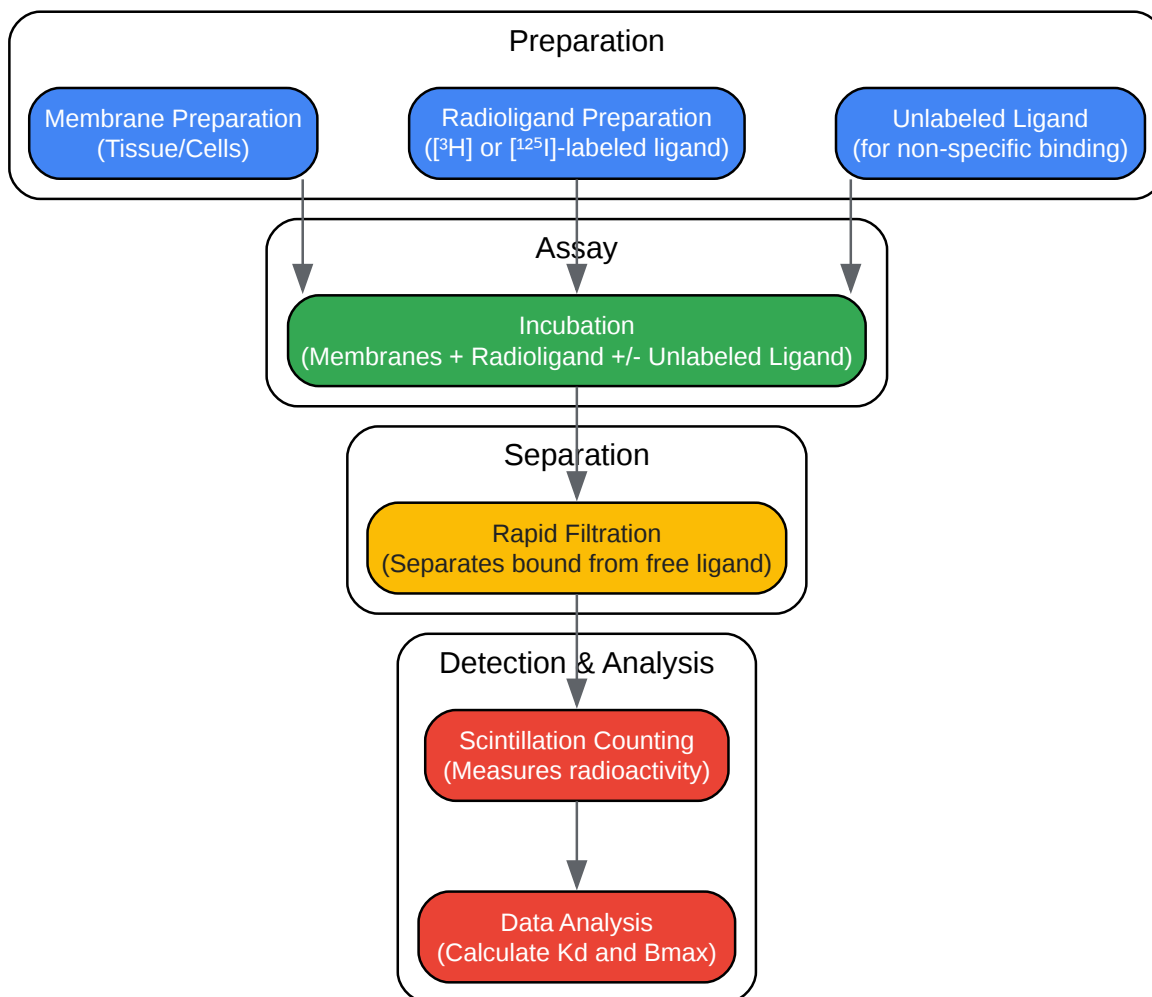 Preparation
Membrane Preparation
(Tissue/Cells)
Radioligand Preparation
([³H] or [¹²⁵I]-labeled ligand)
Unlabeled Ligand
(for non-specific binding)
Assay
Incubation
(Membranes + Radioligand +/- Unlabeled Ligand)
Separation
Rapid Filtration
(Separates bound from free ligand)
Detection & Analysis
Scintillation Counting
(Measures radioactivity)
Data Analysis
(Calculate Kd and Bmax)